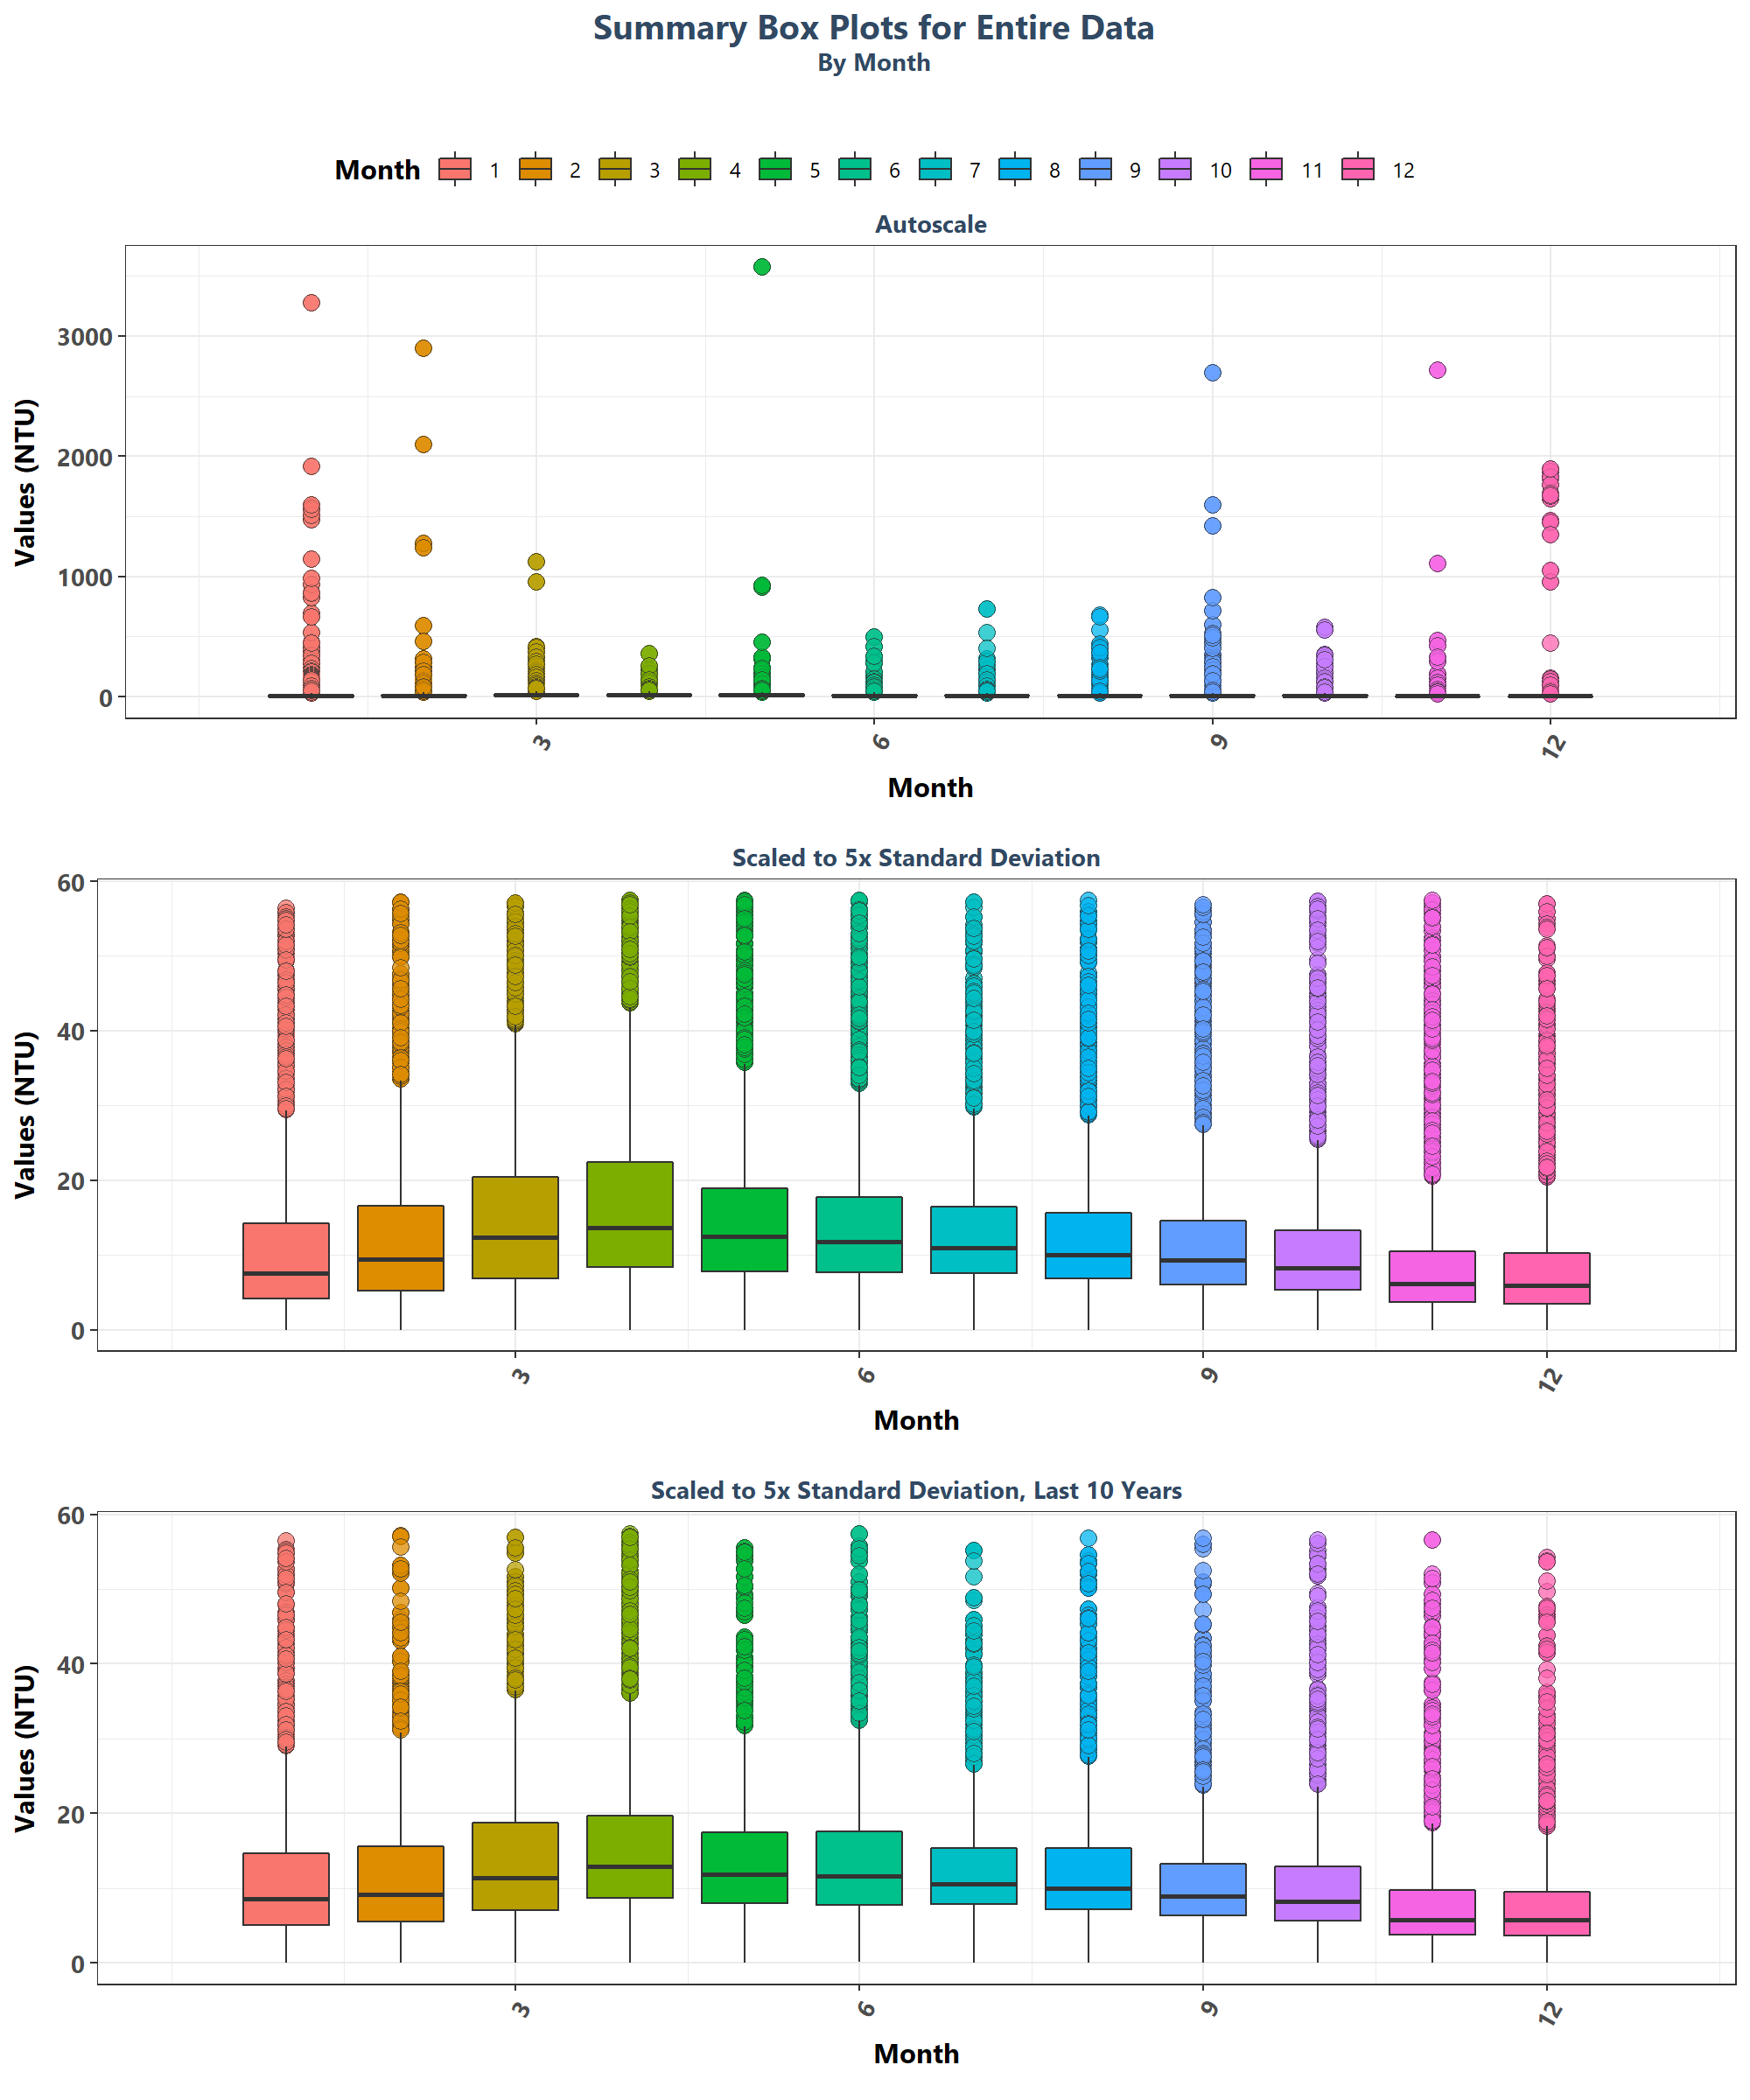 Summary Box Plots for Entire Data
By Month
Month 1 2 3 4 5 6 7 8 9 10 11 12
Autoscale
Values (NTU)
3000
2000
1000
0
3 6 9 12
Month
Scaled to 5x Standard Deviation
Values (NTU)
60
40
20
0
3 6 9 12
Month
Scaled to 5x Standard Deviation, Last 10 Years
Values (NTU)
60
40
20
0
3 6 9 12
Month